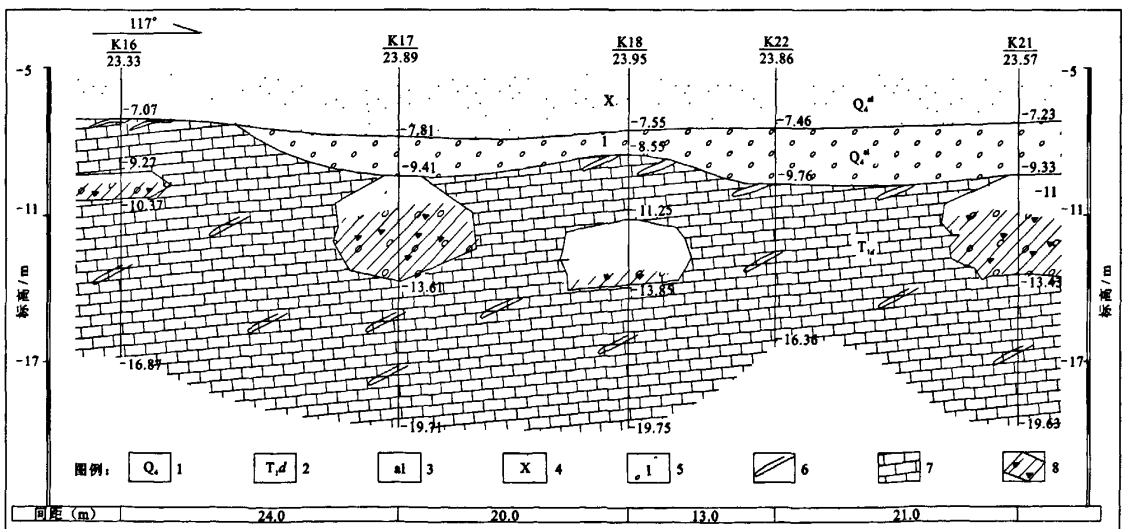 117°
K16 K17 K18 K22 K21
23.33 23.89 23.95 23.86 23.57
-5 -5
X
Q₄ᵃˡ
-7.07 -7.81 -7.55 -7.46 -7.23
1
-8.55
Q₄ᵃˡ
-9.27 -9.41 -9.76 -9.33
-10.37
-11 -11.25 -11 -11
T₁d
标高/m 标高/m
-13.61 -13.85 -13.43
-16.87 -16.36
-17 -17
-19.71 -19.75 -19.63
图例: Q₄ 1 T₁d 2 al 3 X 4 1 5 6 7 8
间距(m) 24.0 20.0 13.0 21.0